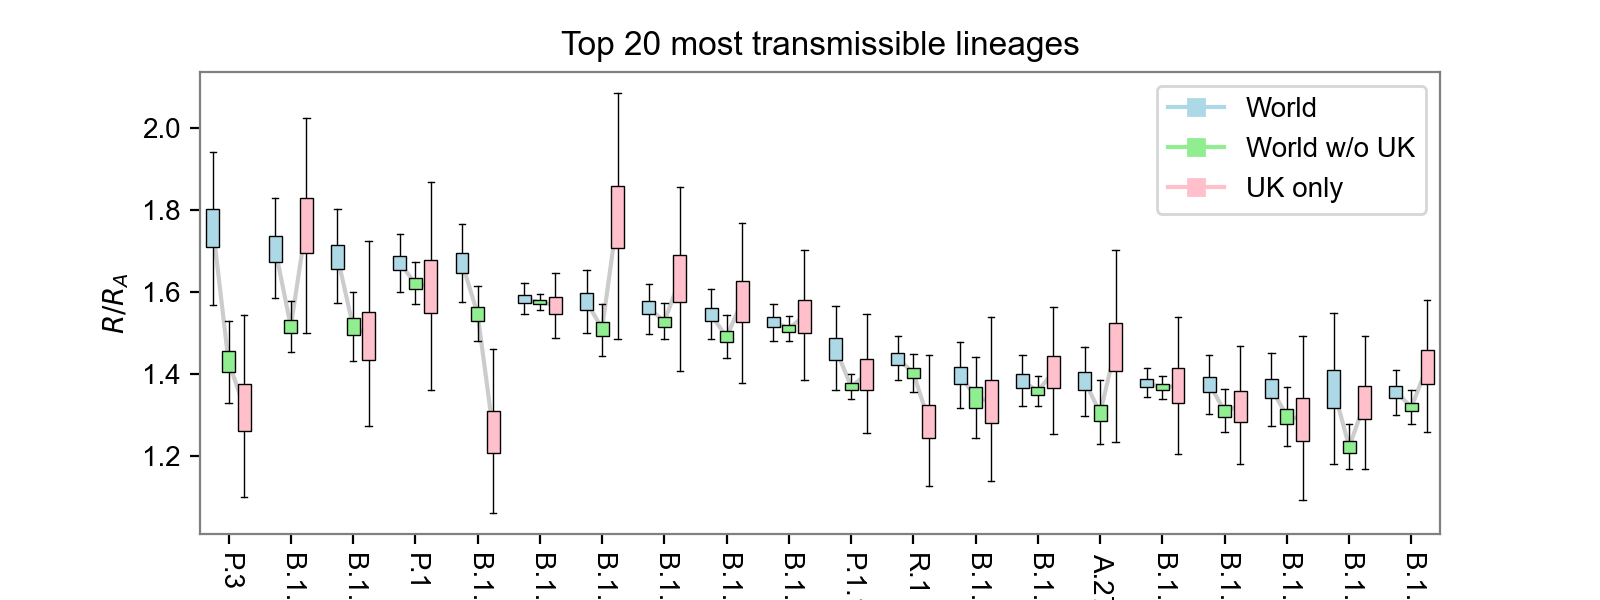 Top 20 most transmissible lineages
World
World w/o UK
UK only
R/R_A
2.0
1.8
1.6
1.4
1.2
P.3
B.1.
B.1.
P.1
B.1.
B.1.
B.1.
B.1.
B.1.
B.1.
P.1.
R.1
B.1.
B.1.
A.2
B.1.
B.1.
B.1.
B.1.
B.1.